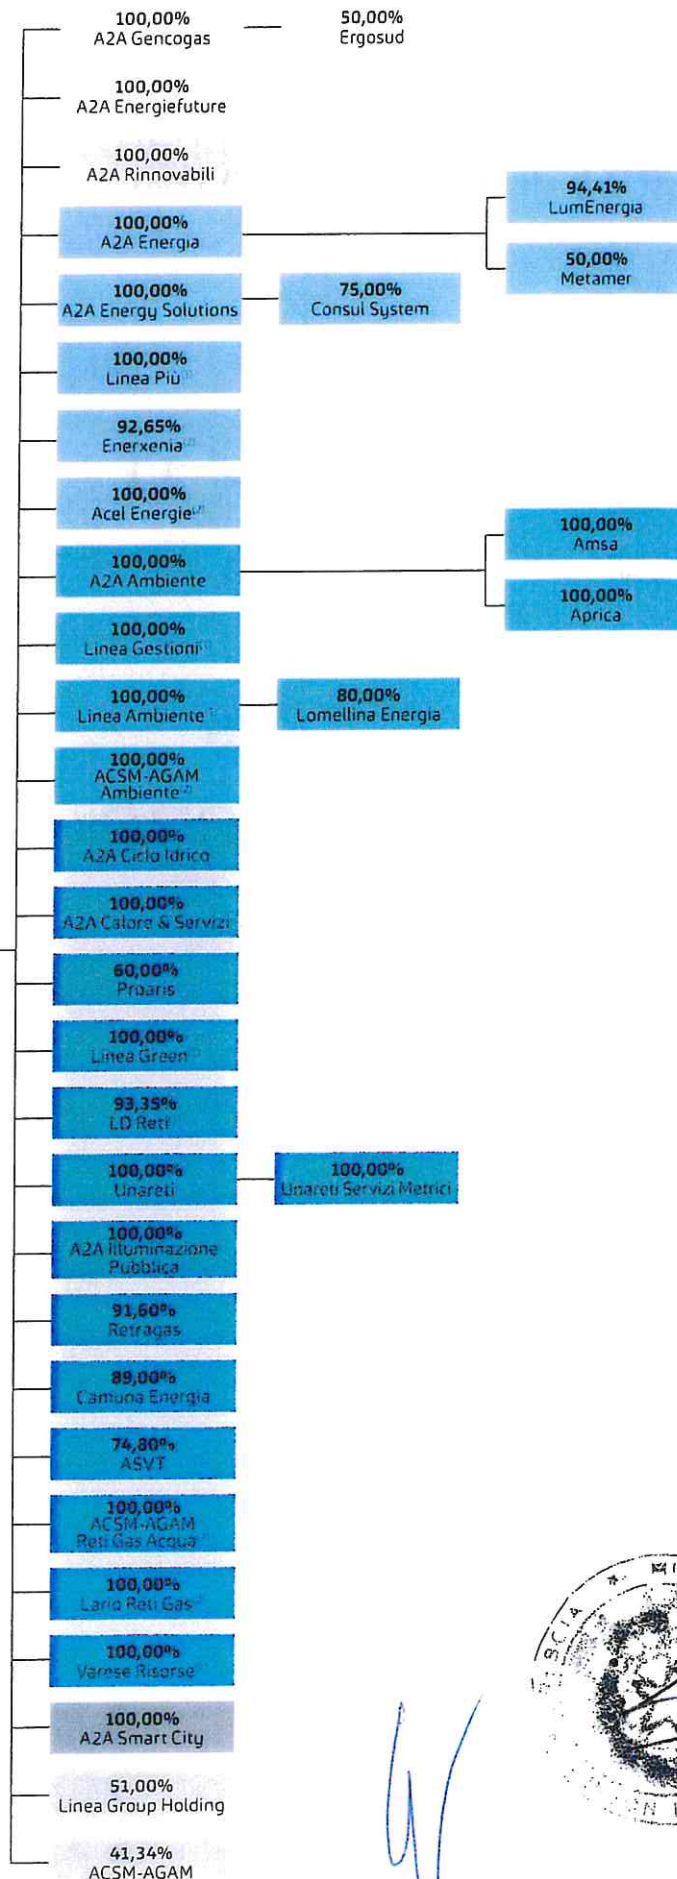 100,00%
A2A Gencogas
50,00%
Ergosud
100,00%
A2A Energiefuture
100,00%
A2A Rinnovabili
100,00%
A2A Energia
94,41%
LumEnergia
50,00%
Metamer
100,00%
A2A Energy Solutions
75,00%
Consul System
100,00%
Linea Più
92,65%
Enerxenia
100,00%
Acel Energie
100,00%
A2A Ambiente
100,00%
Amsa
100,00%
Aprica
100,00%
Linea Gestioni
100,00%
Linea Ambiente
80,00%
Lomellina Energia
100,00%
ACSM-AGAM
Ambiente
100,00%
A2A Ciclo Idrico
100,00%
A2A Calore & Servizi
60,00%
Proaris
100,00%
Linea Green
93,35%
LD Reti
100,00%
Unareti
100,00%
Unareti Servizi Metrici
100,00%
A2A Illuminazione
Pubblica
91,60%
Retragas
89,00%
Camuna Energia
74,80%
ASVT
100,00%
ACSM-AGAM
Reti Gas Acqua
100,00%
Lario Reti Gas
100,00%
Varese Risorse
100,00%
A2A Smart City
51,00%
Linea Group Holding
41,34%
ACSM-AGAM